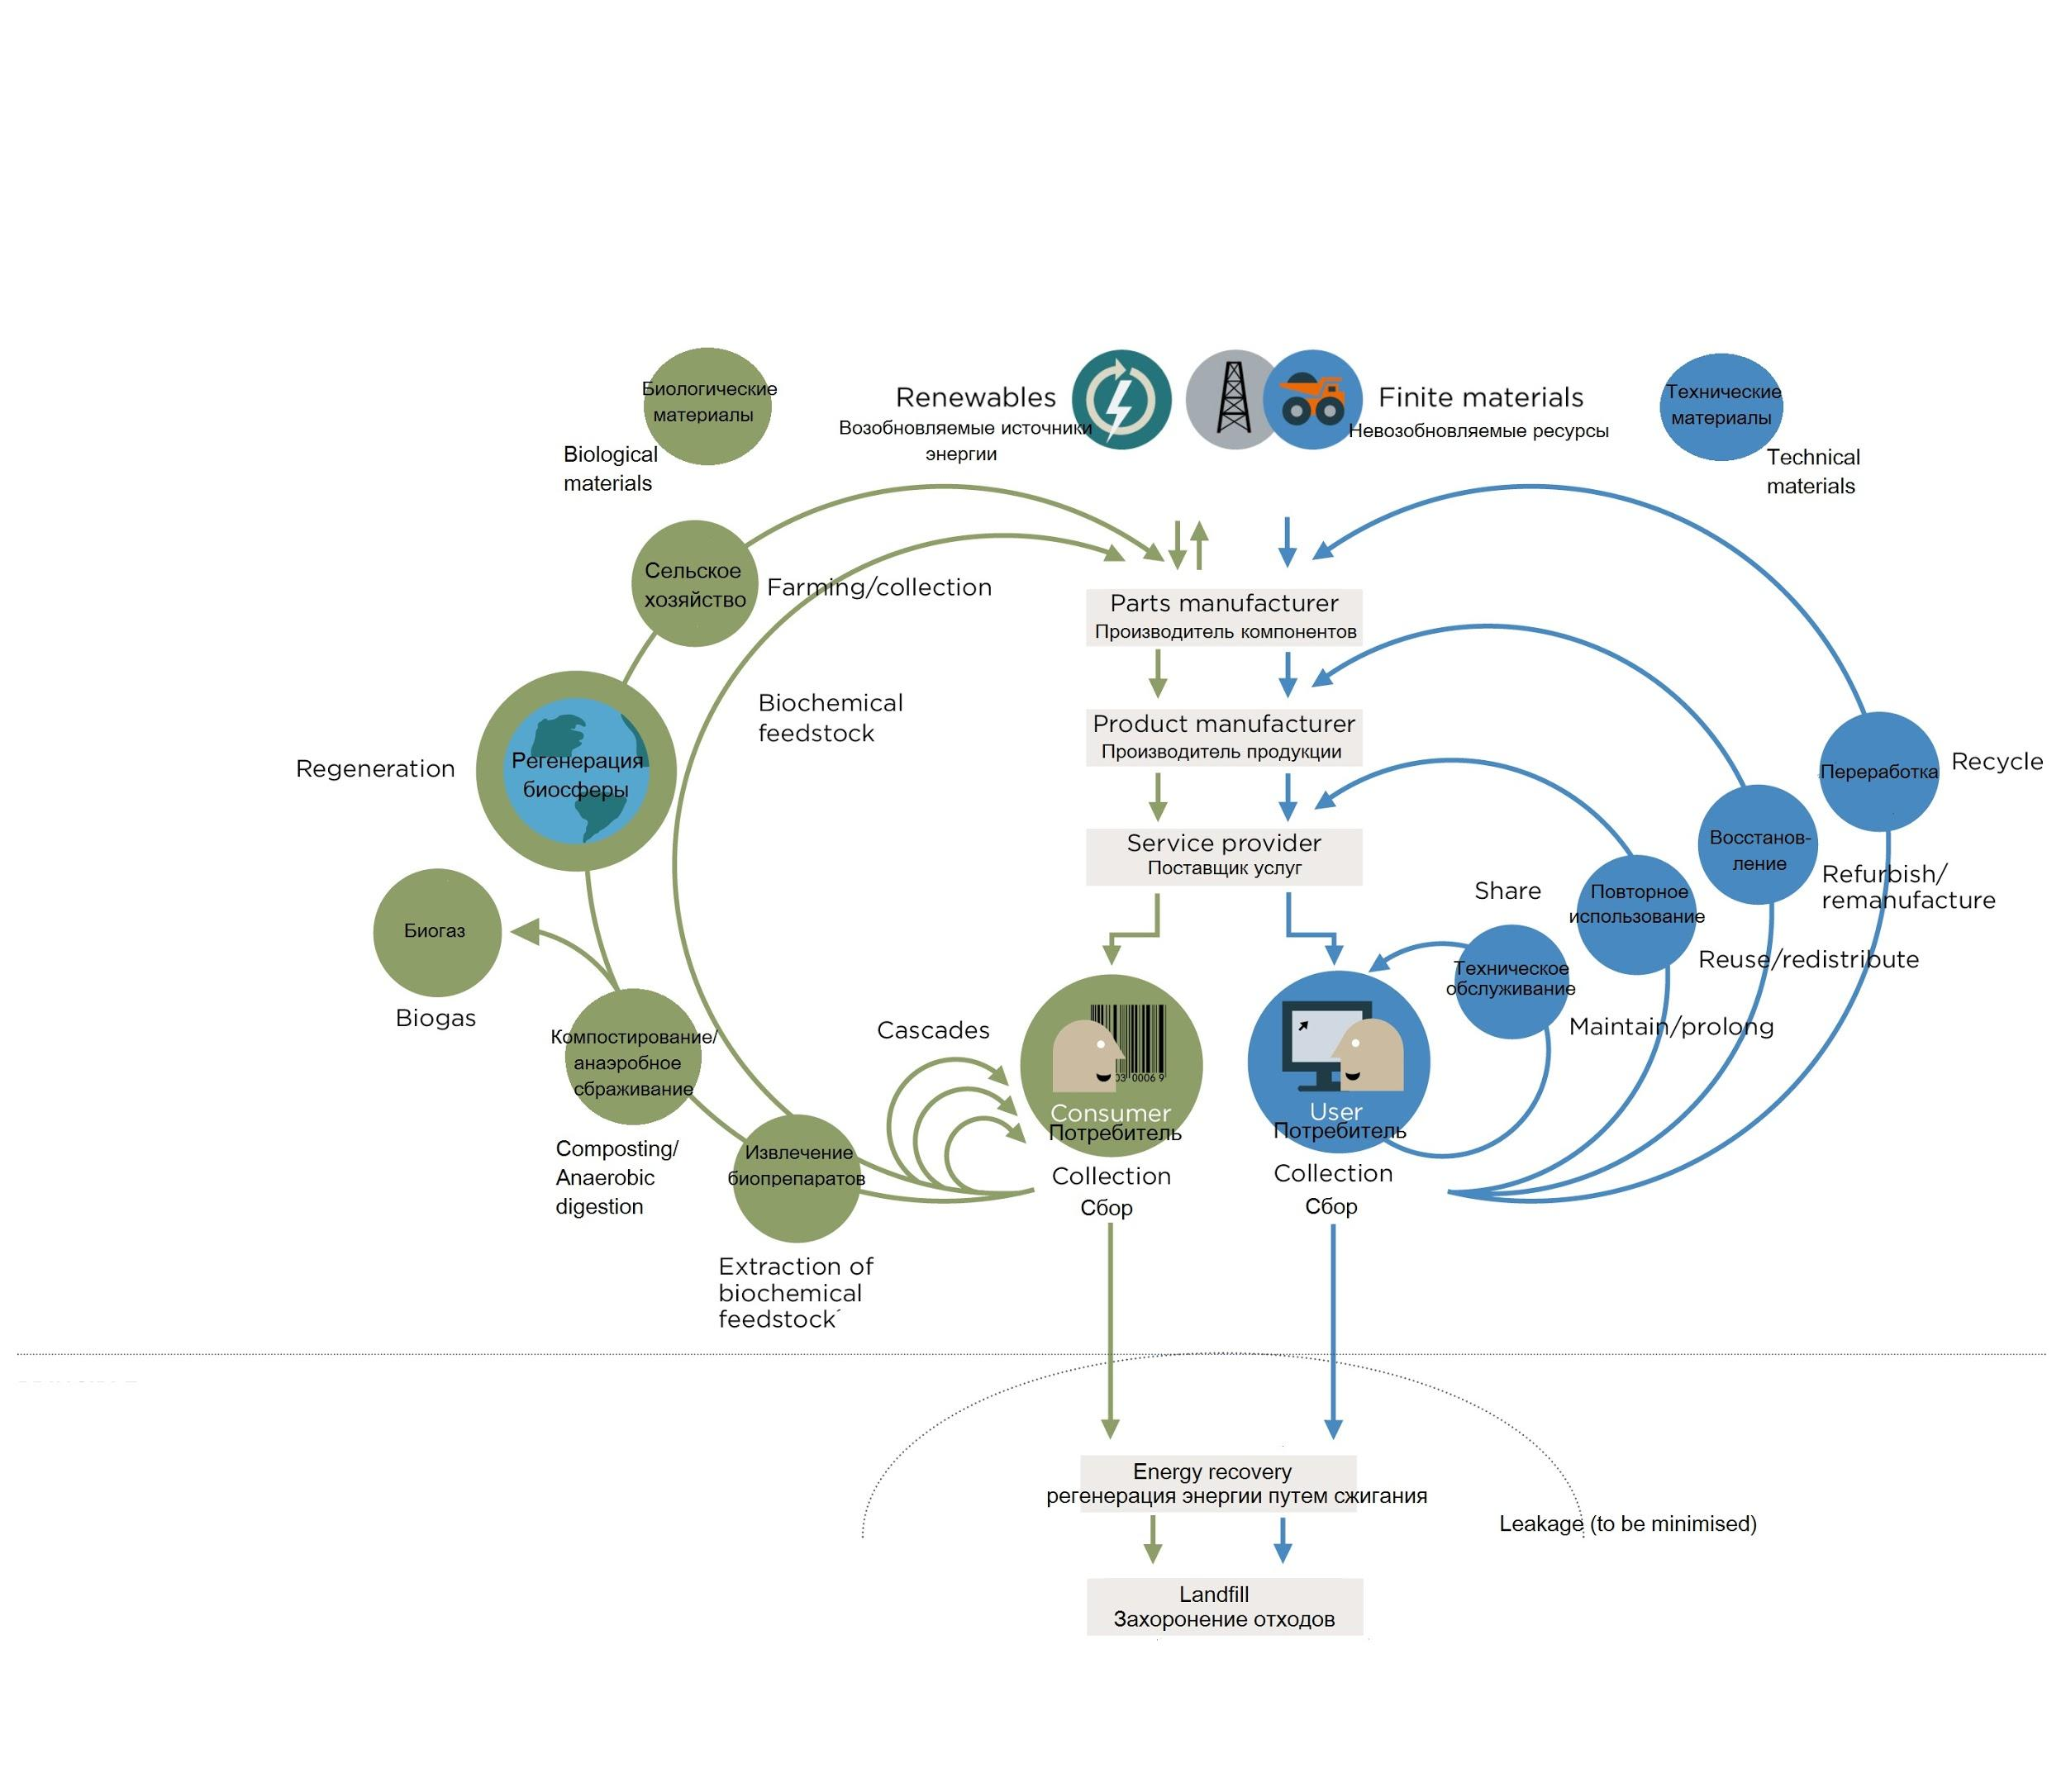 Биологические
материалы
Biological
materials
Renewables
Возобновляемые источники
энергии
Finite materials
Невозобновляемые ресурсы
Технические
материалы
Technical
materials
Сельское
хозяйство
Farming/collection
Parts manufacturer
Производитель компонентов
Biochemical
feedstock
Product manufacturer
Производитель продукции
Regeneration
Регенерация
биосферы
Переработка
Recycle
Восстанов-
ление
Refurbish/
remanufacture
Service provider
Поставщик услуг
Share
Повторное
использование
Reuse/redistribute
Биогаз
Biogas
Техническое
обслуживание
Maintain/prolong
Cascades
Компостирование/
анаэробное
сбраживание
Composting/
Anaerobic
digestion
03 0006 9
Consumer
Потребитель
User
Потребитель
Collection
Сбор
Collection
Сбор
Извлечение
биопрепаратов
Extraction of
biochemical
feedstock
Energy recovery
регенерация энергии путем сжигания
Leakage (to be minimised)
Landfill
Захоронение отходов